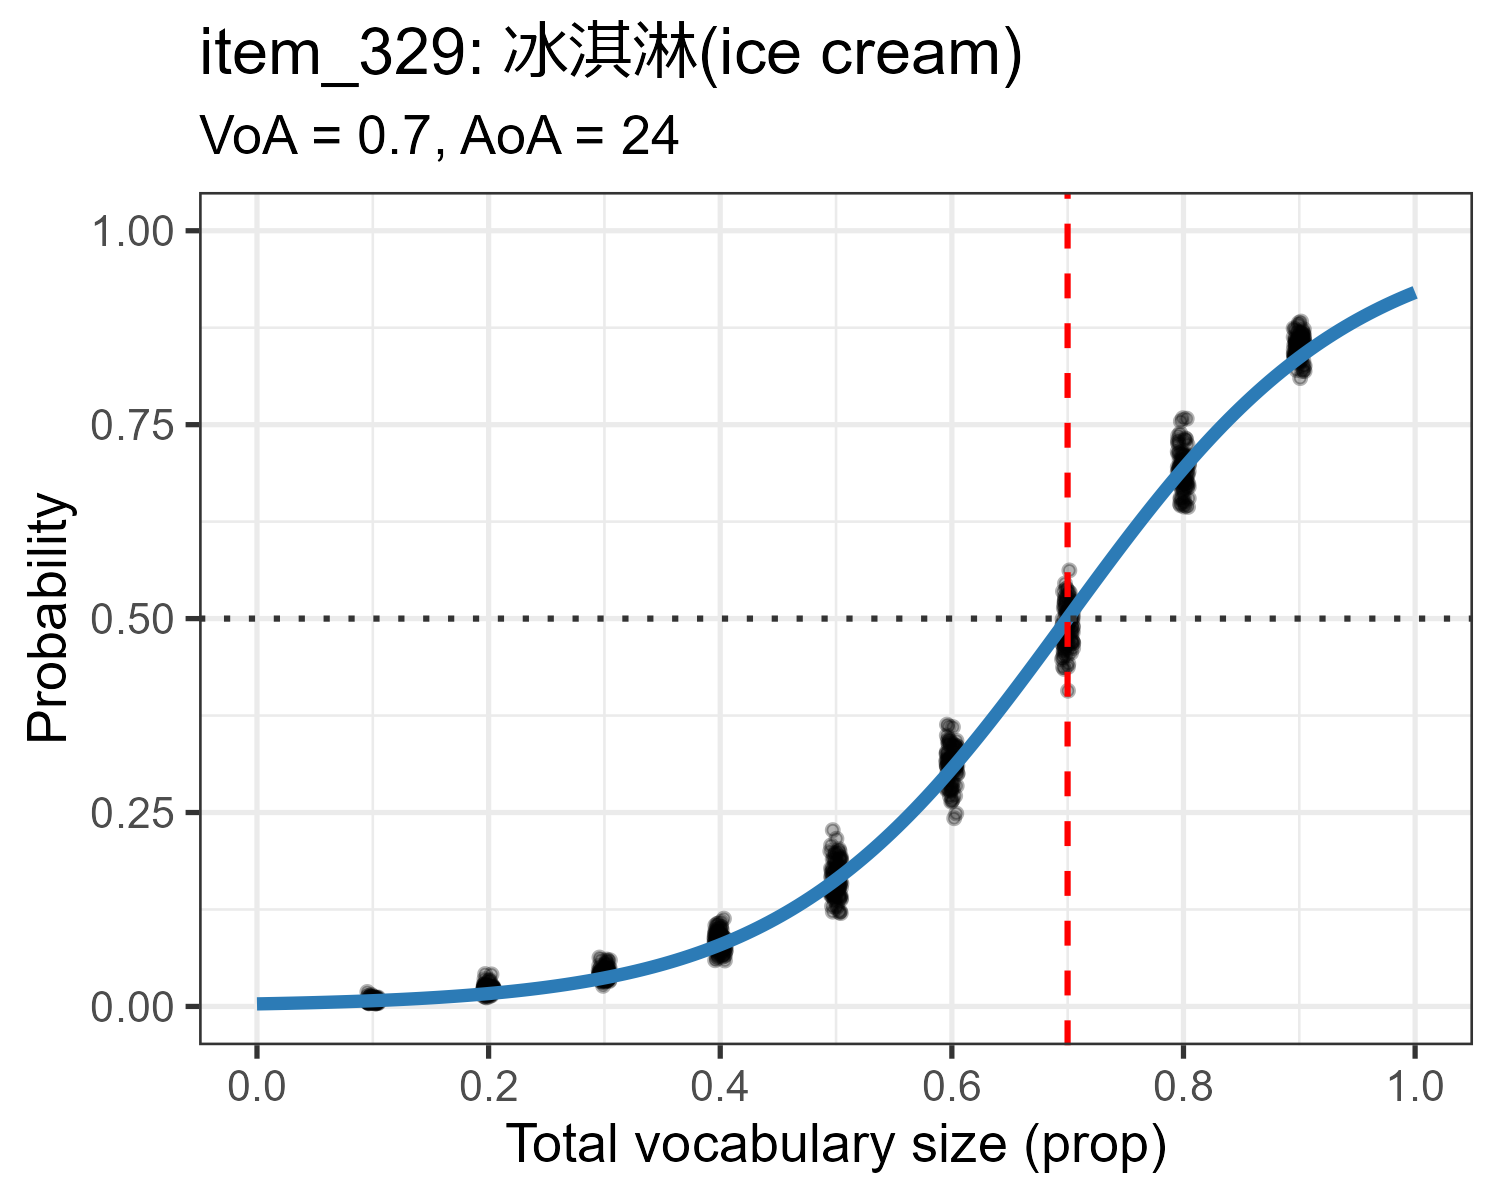 item_329: 冰淇淋(ice cream)
VoA = 0.7, AoA = 24
Probability
1.00
0.75
0.50
0.25
0.00
0.0 0.2 0.4 0.6 0.8 1.0
Total vocabulary size (prop)